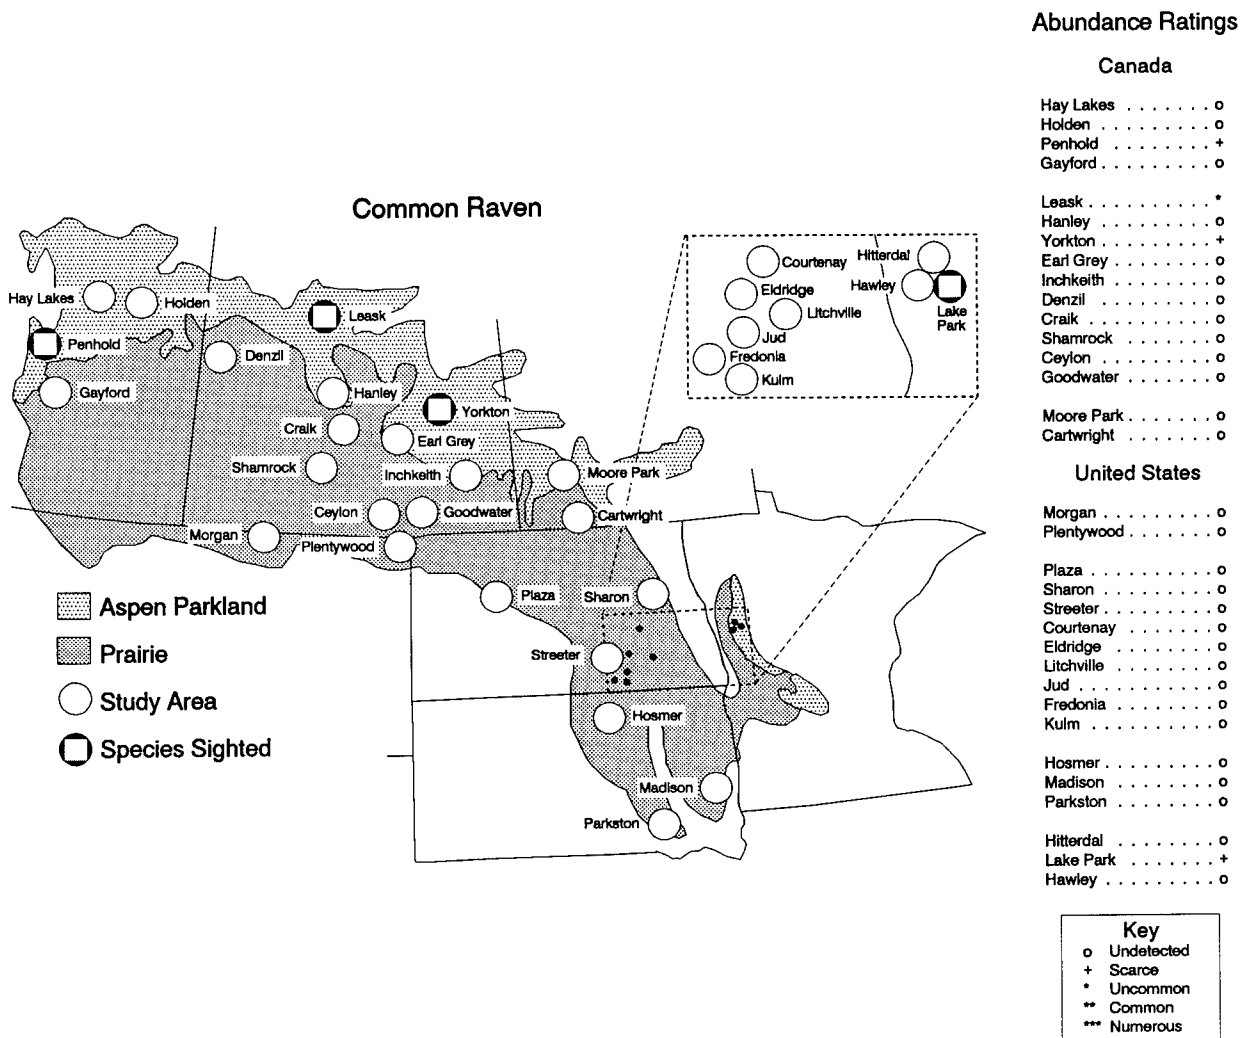 Common Raven
Hay Lakes
Holden
Penhold
Gayford
Leask
Denzil
Hanley
Yorkton
Craik
Earl Grey
Shamrock
Inchkeith
Moore Park
Ceylon
Goodwater
Cartwright
Morgan
Plentywood
Plaza
Sharon
Streeter
Hosmer
Madison
Parkston
Courtenay
Hitterdal
Eldridge
Hawley
Litchville
Lake
Park
Jud
Fredonia
Kulm
Aspen Parkland
Prairie
Study Area
Species Sighted
Abundance Ratings
Canada
Hay Lakes . . . . . . . o
Holden . . . . . . . . . o
Penhold . . . . . . . . +
Gayford . . . . . . . . . o
Leask . . . . . . . . . . *
Hanley . . . . . . . . . o
Yorkton . . . . . . . . . +
Earl Grey . . . . . . . . o
Inchkeith . . . . . . . . o
Denzil . . . . . . . . . . o
Craik . . . . . . . . . . o
Shamrock . . . . . . . o
Ceylon . . . . . . . . . o
Goodwater . . . . . . . o
Moore Park . . . . . . . o
Cartwright . . . . . . . o
United States
Morgan . . . . . . . . . o
Plentywood . . . . . . . o
Plaza . . . . . . . . . . o
Sharon . . . . . . . . . o
Streeter . . . . . . . . . o
Courtenay . . . . . . . o
Eldridge . . . . . . . . o
Litchville . . . . . . . . o
Jud . . . . . . . . . . . o
Fredonia . . . . . . . . o
Kulm . . . . . . . . . . o
Hosmer . . . . . . . . . o
Madison . . . . . . . . o
Parkston . . . . . . . . o
Hitterdal . . . . . . . . o
Lake Park . . . . . . . +
Hawley . . . . . . . . . o
Key
o Undetected
+ Scarce
* Uncommon
** Common
*** Numerous